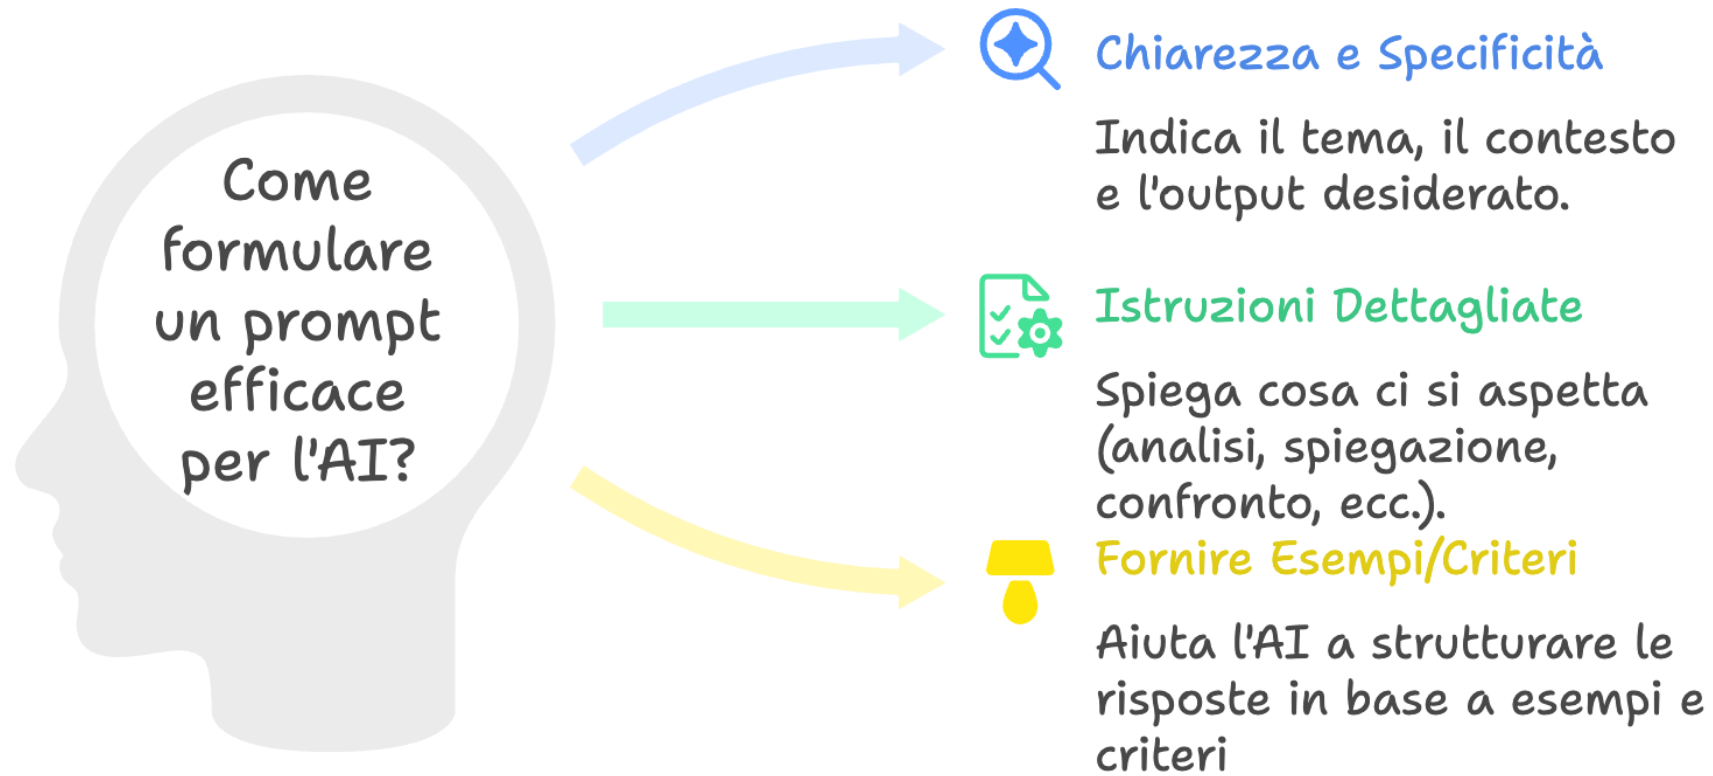 Come
formulare
un prompt
efficace
per l'AI?
Chiarezza e Specificità
Indica il tema, il contesto
e l'output desiderato.
Istruzioni Dettagliate
Spiega cosa ci si aspetta
(analisi, spiegazione,
confronto, ecc.).
Fornire Esempi/Criteri
Aiuta l'AI a strutturare le
risposte in base a esempi e
criteri